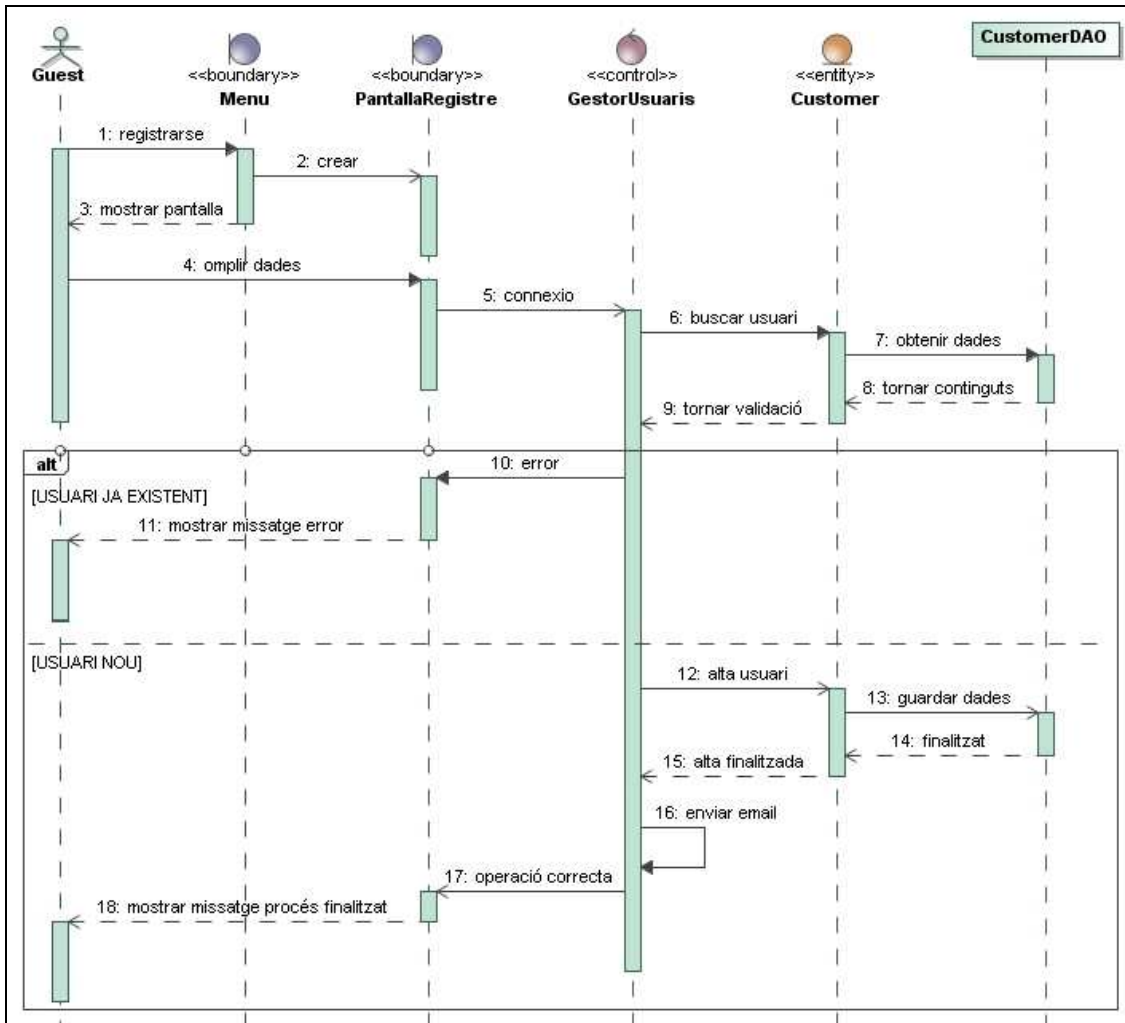 Guest
<<boundary>>
Menu
<<boundary>>
PantallaRegistre
<<control>>
GestorUsuaris
<<entity>>
Customer
CustomerDAO
1: registrarse
2: crear
3: mostrar pantalla
4: omplir dades
5: connexio
6: buscar usuari
7: obtenir dades
8: tornar continguts
9: tornar validació
alt
10: error
[USUARI JA EXISTENT]
11: mostrar missatge error
[USUARI NOU]
12: alta usuari
13: guardar dades
14: finalitzat
15: alta finalitzada
16: enviar email
17: operació correcta
18: mostrar missatge procés finalitzat